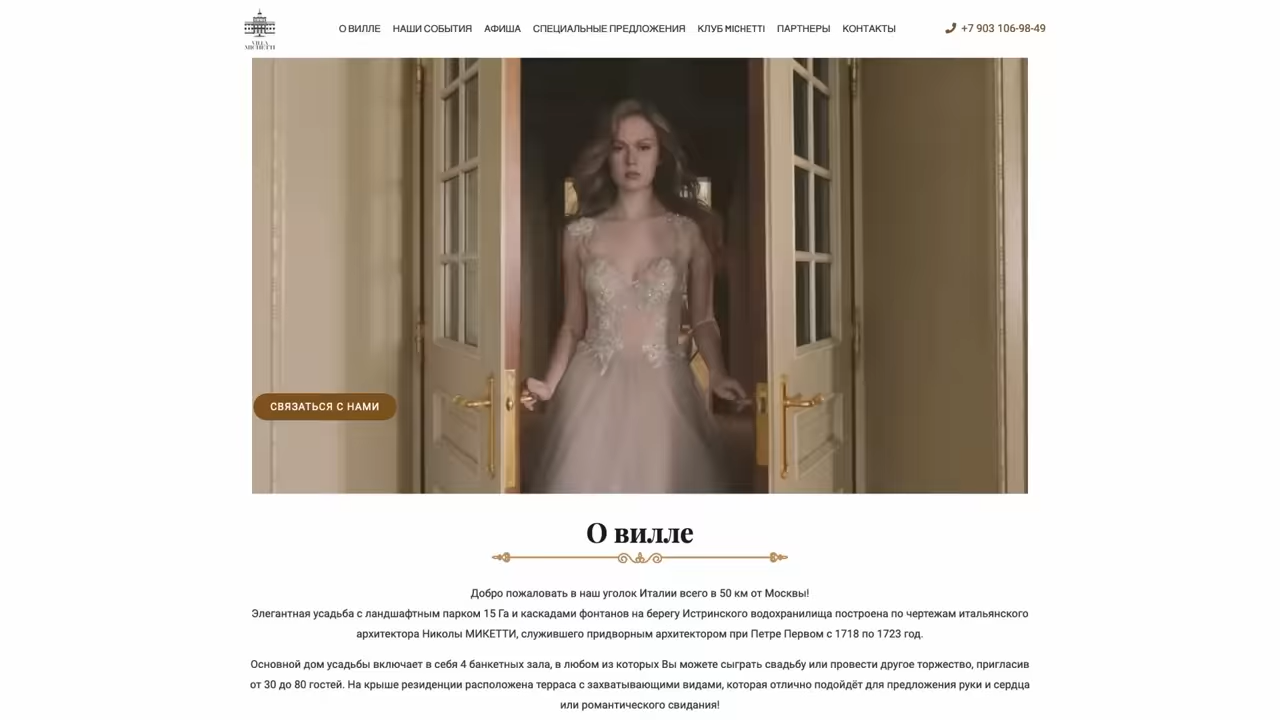 VILLA
MICHETTI
О ВИЛЛЕ НАШИ СОБЫТИЯ АФИША СПЕЦИАЛЬНЫЕ ПРЕДЛОЖЕНИЯ КЛУБ MICHETTI ПАРТНЕРЫ КОНТАКТЫ +7 903 106-98-49
СВЯЗАТЬСЯ С НАМИ
О вилле
Добро пожаловать в наш уголок Италии всего в 50 км от Москвы!
Элегантная усадьба с ландшафтным парком 15 Га и каскадами фонтанов на берегу Истринского водохранилища построена по чертежам итальянского
архитектора Николы МИКЕТТИ, служившего придворным архитектором при Петре Первом с 1718 по 1723 год.
Основной дом усадьбы включает в себя 4 банкетных зала, в любом из которых Вы можете сыграть свадьбу или провести другое торжество, пригласив
от 30 до 80 гостей. На крыше резиденции расположена терраса с захватывающими видами, которая отлично подойдёт для предложения руки и сердца
или романтического свидания!